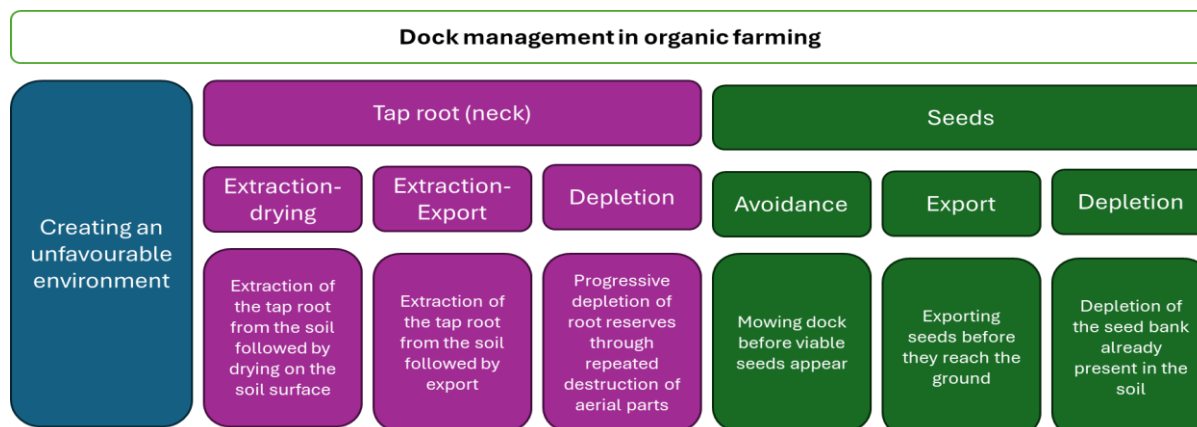 Dock management in organic farming
Creating an
unfavourable
environment
Tap root (neck)
Extraction-
drying
Extraction of
the tap root
from the soil
followed by
drying on the
soil surface
Extraction-
Export
Extraction of
the tap root
from the soil
followed by
export
Depletion
Progressive
depletion of
root reserves
through
repeated
destruction of
aerial parts
Seeds
Avoidance
Mowing dock
before viable
seeds appear
Export
Exporting
seeds before
they reach the
ground
Depletion
Depletion of
the seed bank
already
present in the
soil